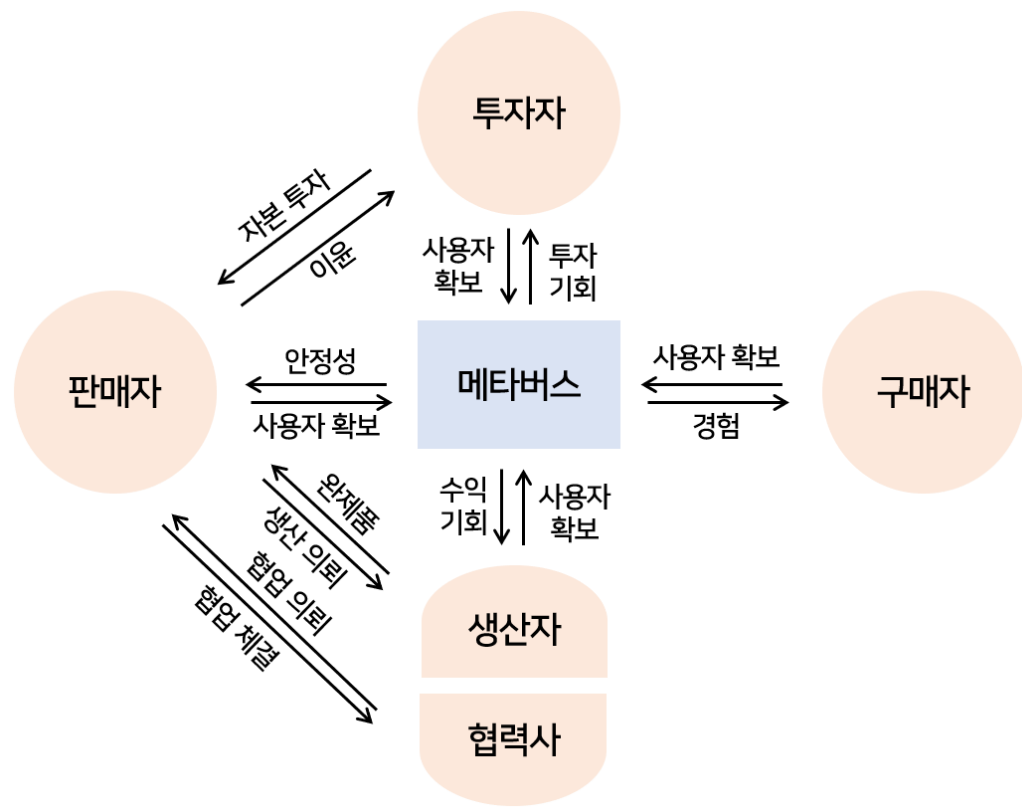 투자자
자본 투자
이윤
사용자
확보
투자
기회
판매자
안정성
사용자 확보
메타버스
사용자 확보
경험
구매자
수익
기회
사용자
확보
완제품
생산 의뢰
협업 의뢰
협업 체결
생산자
협력사